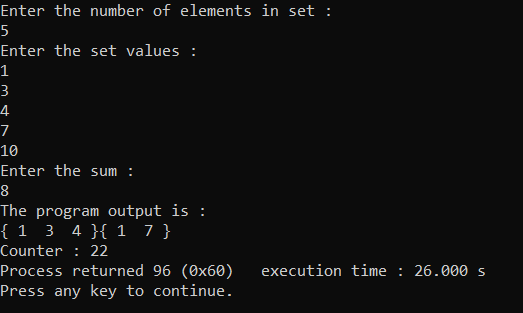 Enter the number of elements in set :
5
Enter the set values :
1
3
4
7
10
Enter the sum :
8
The program output is :
{ 1  3  4 }{ 1  7 }
Counter : 22
Process returned 96 (0x60)   execution time : 26.000 s
Press any key to continue.